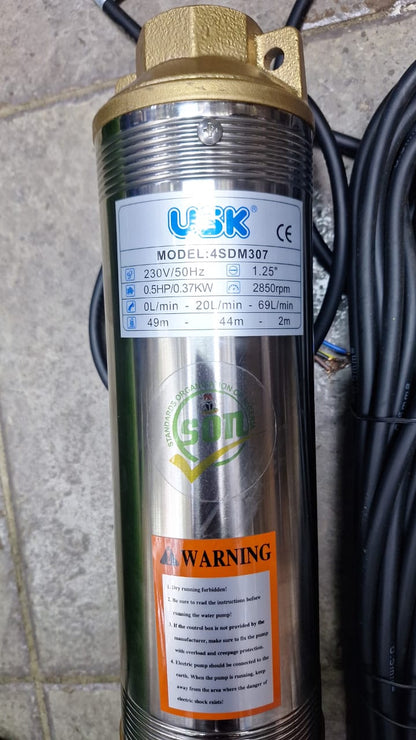 USK®
CE
MODEL:4SDM307
230V/50Hz 1.25"
0.5HP/0.37KW 2850rpm
0L/min - 20L/min - 69L/min
49m - 44m - 2m
STANDARDS ORGANISATION OF
SON
WARNING
1. Dry running forbidden!
2. Be sure to read the instructions before
running the water pump!
3. If the control box is not provided by the
manufacturer, make sure to fix the pump
with overload and creepage protection.
4. Electric pump should be connected to the
earth. When the pump is running, keep
away from the area where the danger of
electric shock exists!